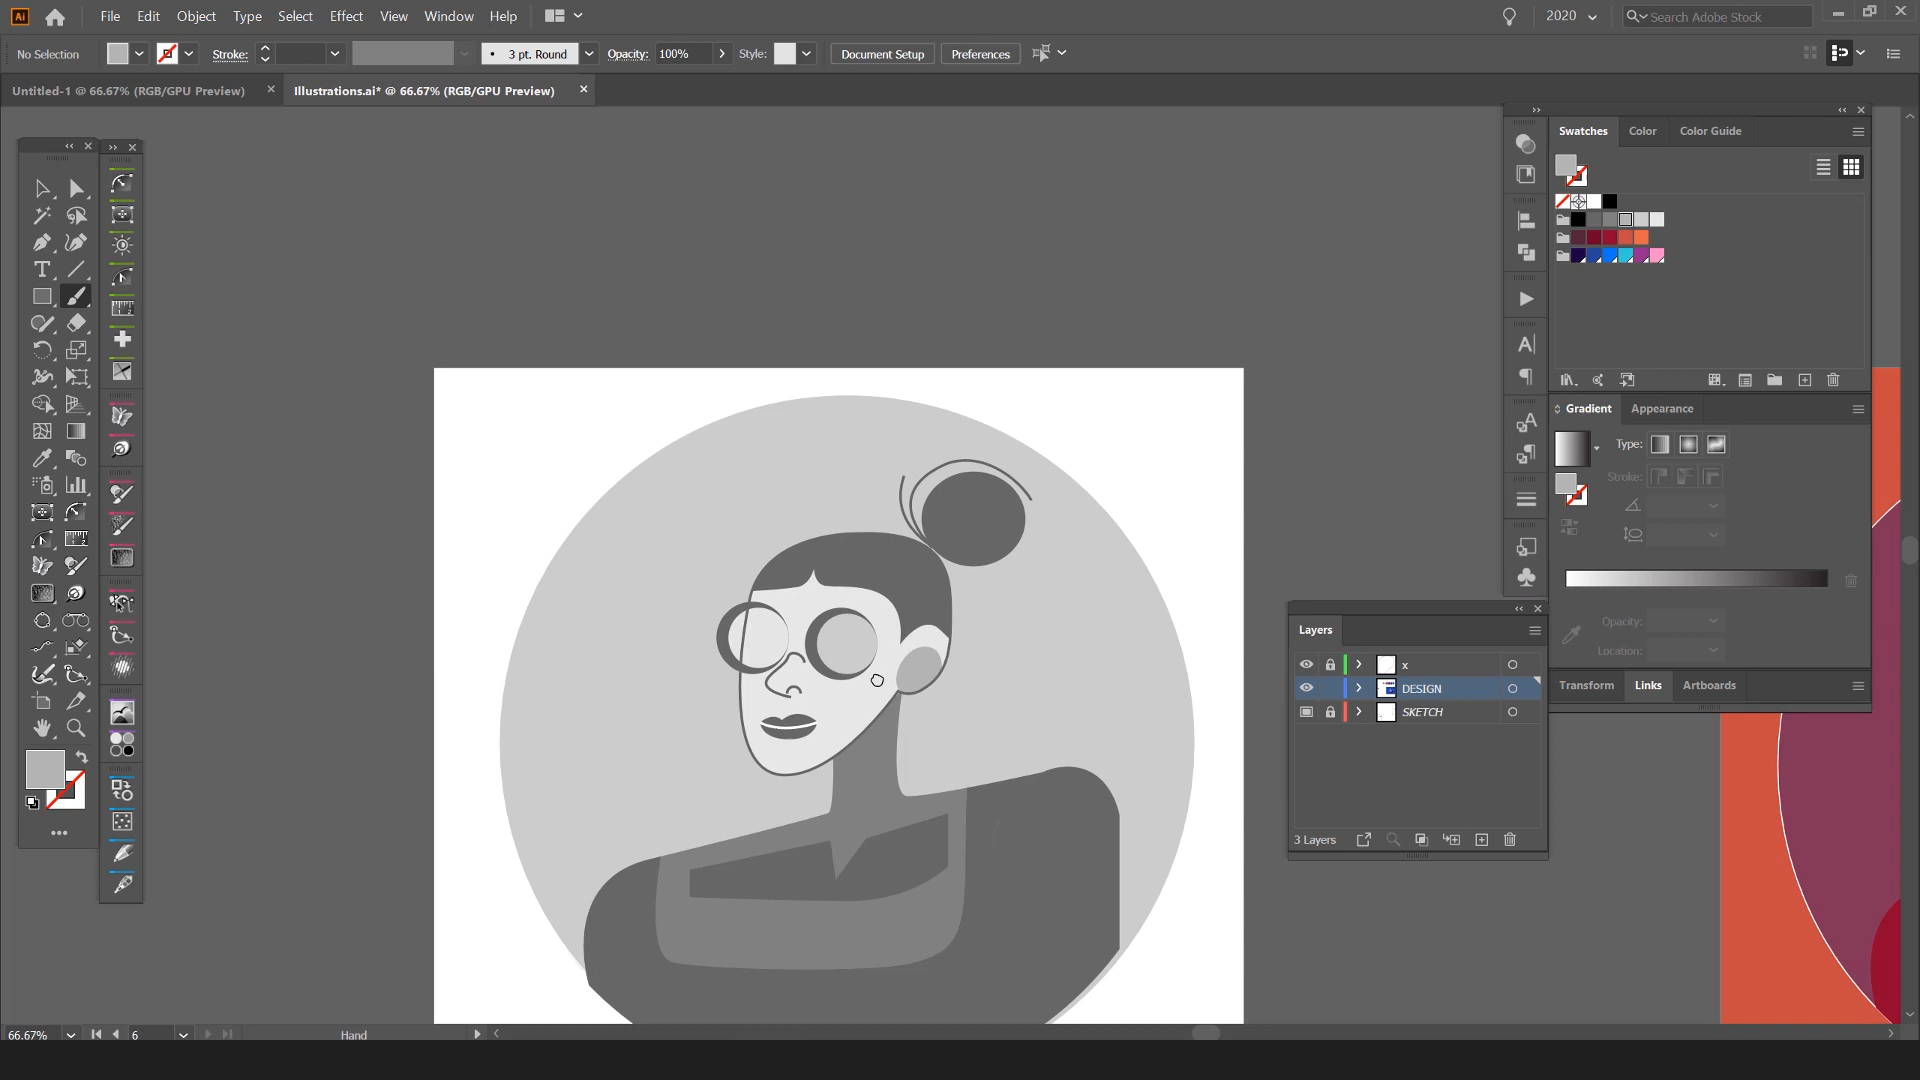 Ai File Edit Object Type Select Effect View Window Help 2020 Search Adobe Stock
No Selection Stroke: 3 pt. Round Opacity: 100% Style: Document Setup Preferences
Untitled-1 @ 66.67% (RGB/GPU Preview) Illustrations.ai* @ 66.67% (RGB/GPU Preview)
Swatches Color Color Guide
Gradient Appearance
Type:
Stroke:
Opacity:
Location:
Layers
x
DESIGN
SKETCH
3 Layers
Transform Links Artboards
66.67% 6 Hand